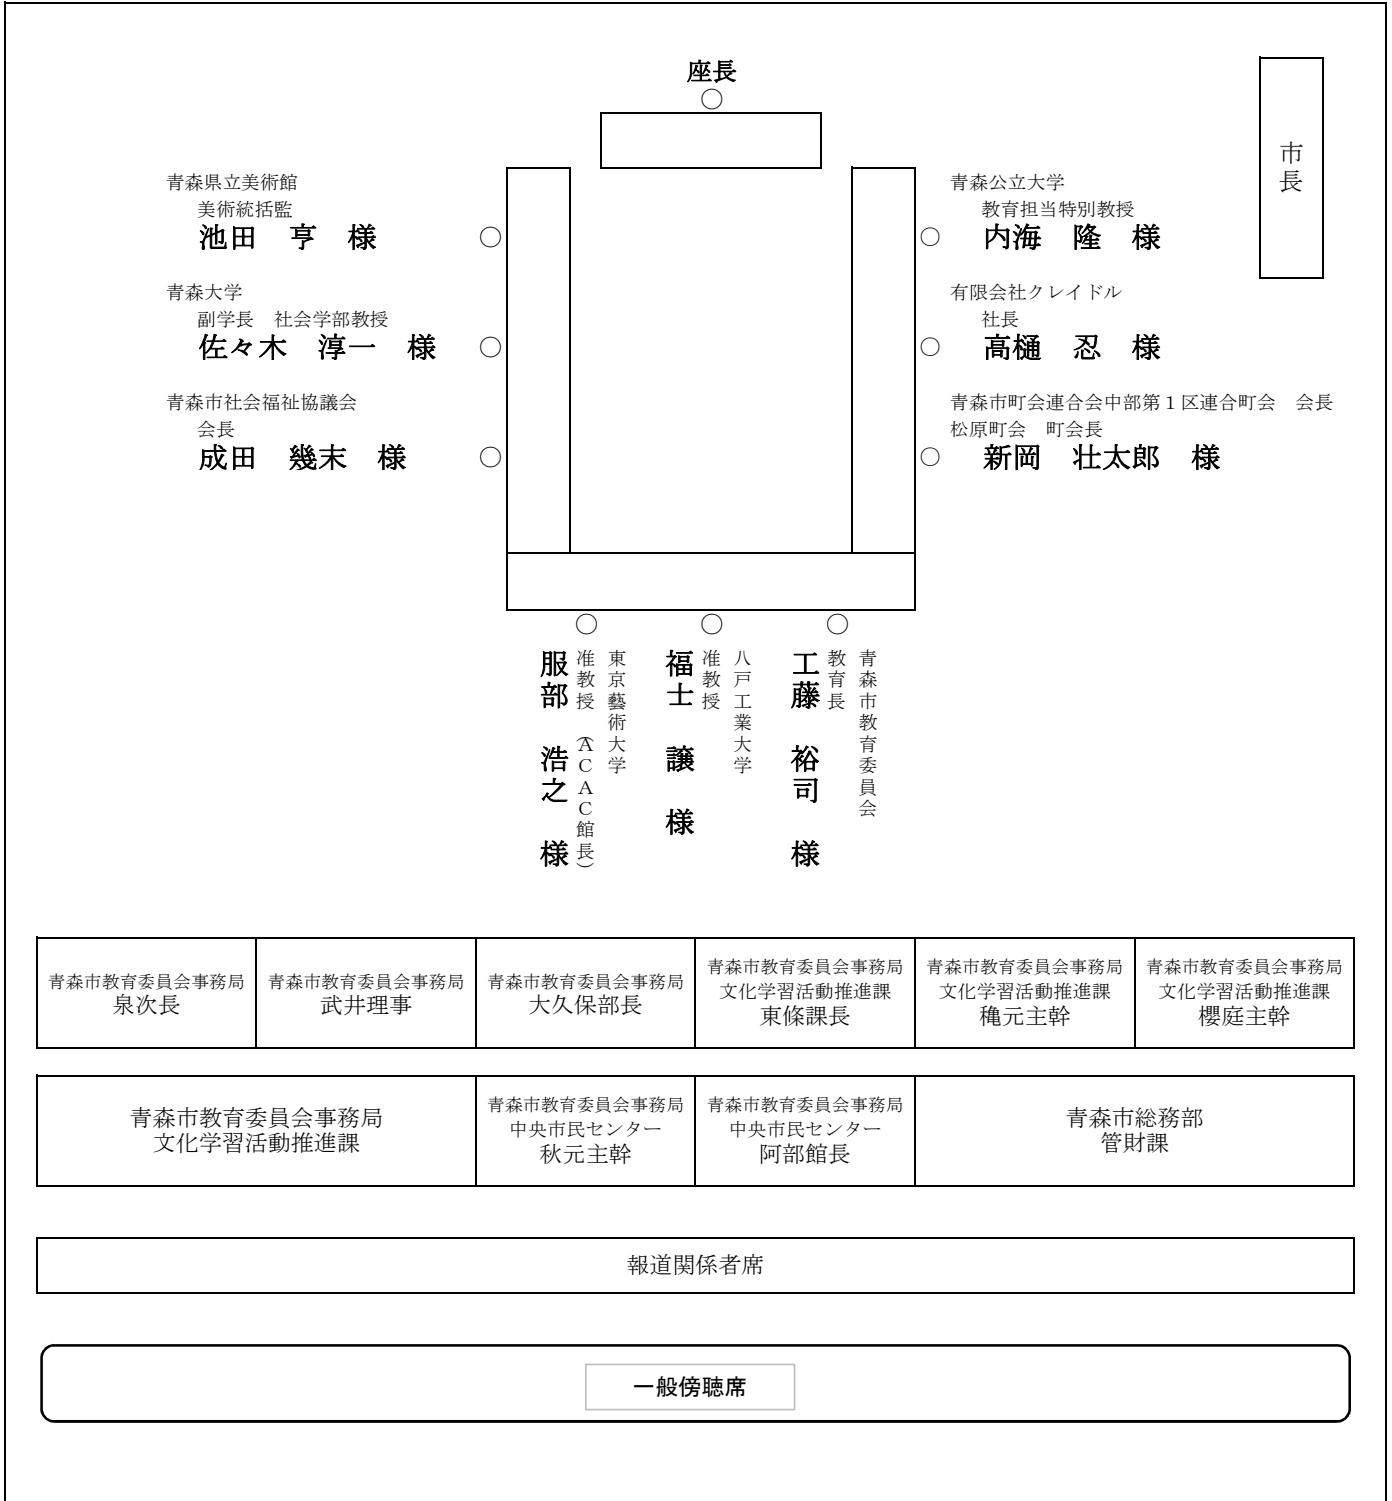 座長
○
市長
青森県立美術館
美術統括監
池田　亨　様
○
青森大学
副学長　社会学部教授
佐々木　淳一　様
○
青森市社会福祉協議会
会長
成田　幾末　様
○
青森公立大学
教育担当特別教授
○
内海　隆　様
有限会社クレイドル
社長
○
高樋　忍　様
青森市町会連合会中部第１区連合町会　会長
松原町会　町会長
○
新岡　壮太郎　様
○
青森市教育委員会
教育長
工藤　裕司　様
○
八戸工業大学
准教授
福士　譲　様
○
東京藝術大学
准教授（ＡＣＡＣ館長）
服部　浩之　様
青森市教育委員会事務局
泉次長
青森市教育委員会事務局
武井理事
青森市教育委員会事務局
大久保部長
青森市教育委員会事務局
文化学習活動推進課
東條課長
青森市教育委員会事務局
文化学習活動推進課
穐元主幹
青森市教育委員会事務局
文化学習活動推進課
櫻庭主幹
青森市教育委員会事務局
文化学習活動推進課
青森市教育委員会事務局
中央市民センター
秋元主幹
青森市教育委員会事務局
中央市民センター
阿部館長
青森市総務部
管財課
報道関係者席
一般傍聴席